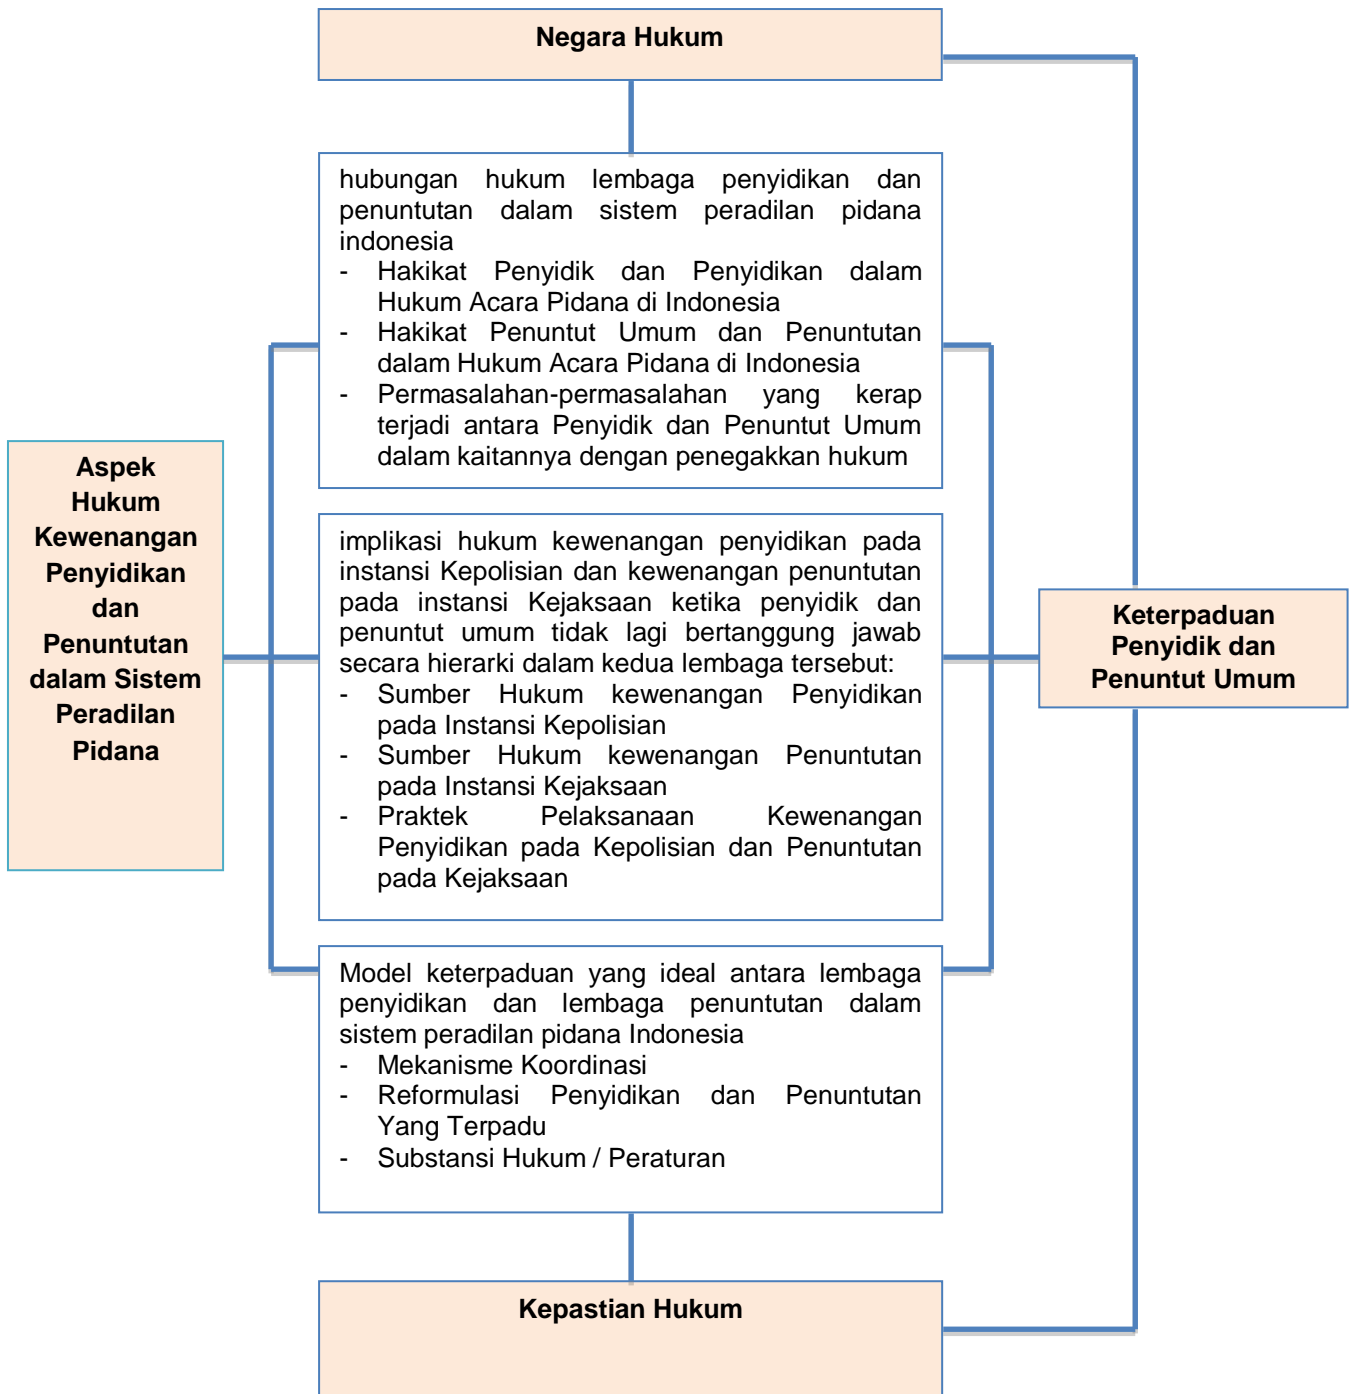 Negara Hukum
hubungan hukum lembaga penyidikan dan
penuntutan dalam sistem peradilan pidana
indonesia
- Hakikat Penyidik dan Penyidikan dalam
Hukum Acara Pidana di Indonesia
- Hakikat Penuntut Umum dan Penuntutan
dalam Hukum Acara Pidana di Indonesia
- Permasalahan-permasalahan yang kerap
terjadi antara Penyidik dan Penuntut Umum
dalam kaitannya dengan penegakkan hukum
Aspek
Hukum
Kewenangan
Penyidikan
dan
Penuntutan
dalam Sistem
Peradilan
Pidana
implikasi hukum kewenangan penyidikan pada
instansi Kepolisian dan kewenangan penuntutan
pada instansi Kejaksaan ketika penyidik dan
penuntut umum tidak lagi bertanggung jawab
secara hierarki dalam kedua lembaga tersebut:
- Sumber Hukum kewenangan Penyidikan
pada Instansi Kepolisian
- Sumber Hukum kewenangan Penuntutan
pada Instansi Kejaksaan
- Praktek Pelaksanaan Kewenangan
Penyidikan pada Kepolisian dan Penuntutan
pada Kejaksaan
Keterpaduan
Penyidik dan
Penuntut Umum
Model keterpaduan yang ideal antara lembaga
penyidikan dan lembaga penuntutan dalam
sistem peradilan pidana Indonesia
- Mekanisme Koordinasi
- Reformulasi Penyidikan dan Penuntutan
Yang Terpadu
- Substansi Hukum / Peraturan
Kepastian Hukum